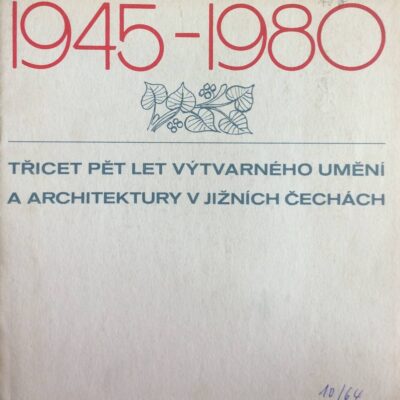 1945-1980
TŘICET PĚT LET VÝTVARNÉHO UMĚNÍ
A ARCHITEKTURY V JIŽNÍCH ČECHÁCH
10/64